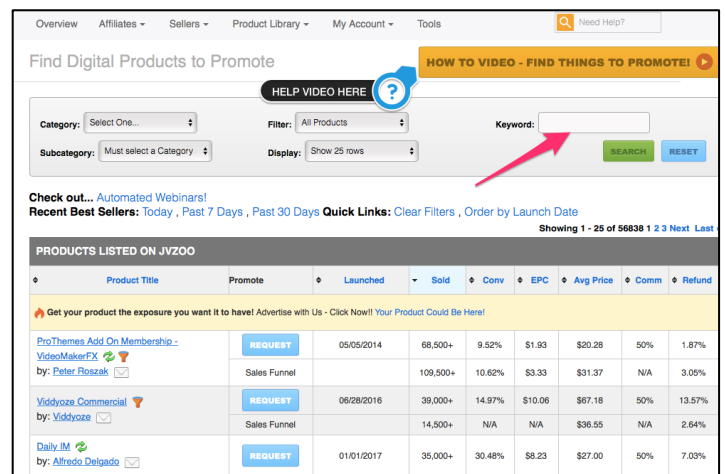 Overview Affiliates Sellers Product Library My Account Tools Need Help?
Find Digital Products to Promote
HOW TO VIDEO - FIND THINGS TO PROMOTE!
HELP VIDEO HERE ?
Category: Select One... Filter: All Products Keyword:
Subcategory: Must select a Category Display: Show 25 rows SEARCH RESET
Check out... Automated Webinars!
Recent Best Sellers: Today , Past 7 Days , Past 30 Days Quick Links: Clear Filters , Order by Launch Date
Showing 1 - 25 of 56838 1 2 3 Next Last
PRODUCTS LISTED ON JVZOO
Product Title Promote Launched Sold Conv EPC Avg Price Comm Refund
Get your product the exposure you want it to have! Advertise with Us - Click Now!! Your Product Could Be Here!
ProThemes Add On Membership - VideoMakerFX REQUEST 05/05/2014 68,500+ 9.52% $1.93 $20.28 50% 1.87%
by: Peter Roszak Sales Funnel 109,500+ 10.62% $3.33 $31.37 N/A 3.05%
Viddyoze Commercial REQUEST 06/28/2016 39,000+ 14.97% $10.06 $67.18 50% 13.57%
by: Viddyoze Sales Funnel 14,500+ N/A N/A $36.55 N/A 2.64%
Daily IM REQUEST 01/01/2017 35,000+ 30.48% $8.23 $27.00 50% 7.03%
by: Alfredo Delgado